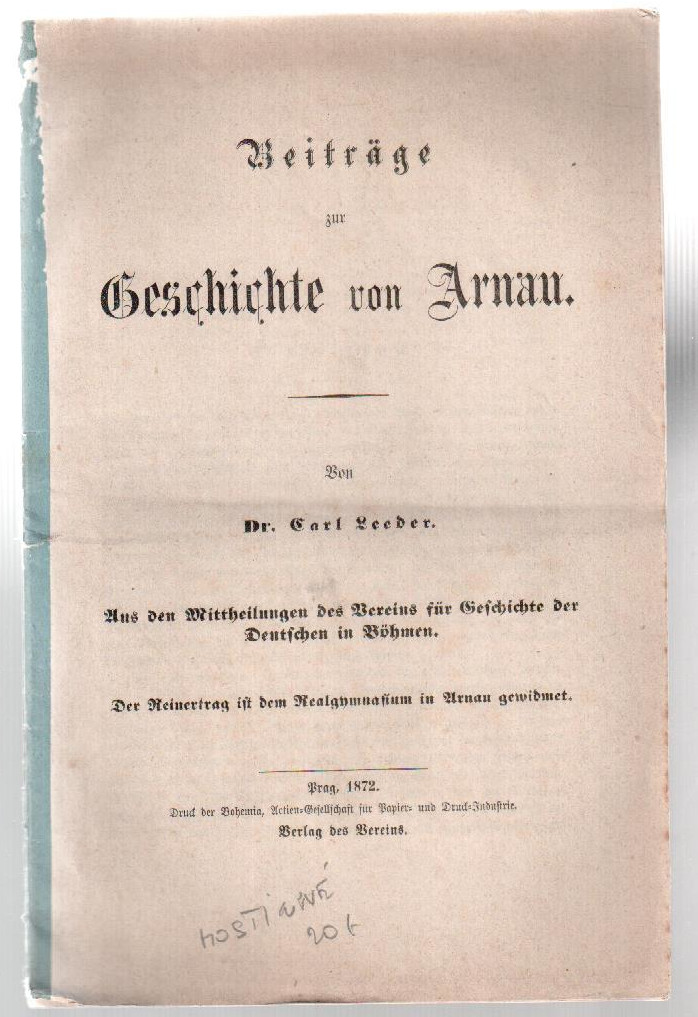 Beiträge
zur
Geschichte von Arnau.
Von
Dr. Carl Leeder.
Aus den Mittheilungen des Vereins für Geschichte der
Deutschen in Böhmen.
Der Reinertrag ist dem Realgymnasium in Arnau gewidmet.
Prag, 1872.
Druck der Bohemia, Actien-Gesellschaft für Papier- und Druck-Industrie.
Verlag des Vereins.
20